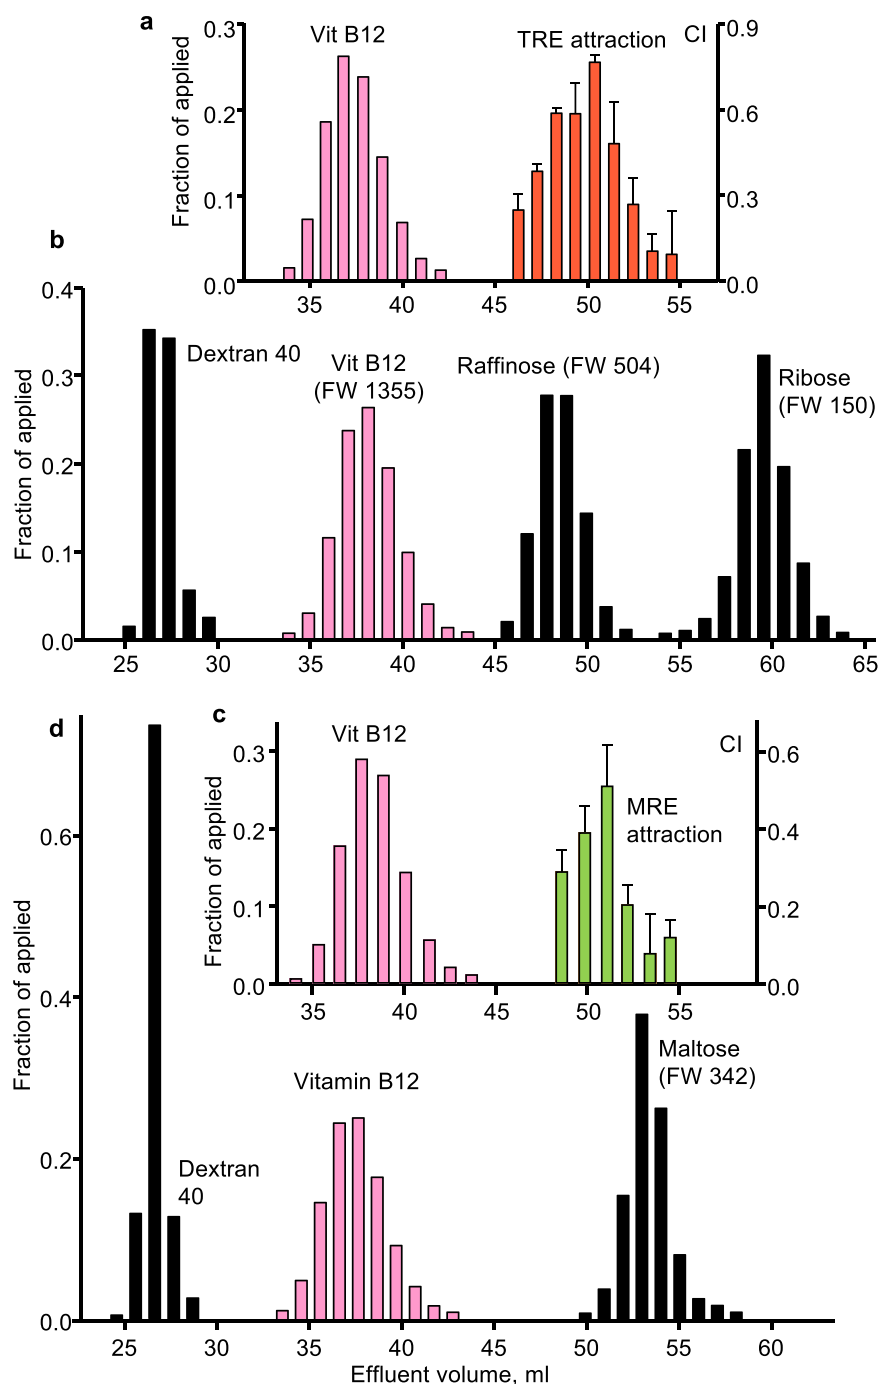 a
Vit B12
TRE attraction
CI
Fraction of applied
0.3
0.2
0.1
0.0
0.9
0.6
0.3
0.0
35
40
45
50
55
b
0.4
0.3
0.2
0.1
0.0
Fraction of applied
Dextran 40
Vit B12
(FW 1355)
Raffinose (FW 504)
Ribose
(FW 150)
25
30
35
40
45
50
55
60
65
c
Vit B12
CI
MRE
attraction
Fraction of applied
0.3
0.2
0.1
0.0
0.6
0.4
0.2
0.0
35
40
45
50
55
d
0.6
0.4
0.2
0.0
Fraction of applied
Dextran
40
Vitamin B12
Maltose
(FW 342)
25
30
35
40
45
50
55
60
Effluent volume, ml